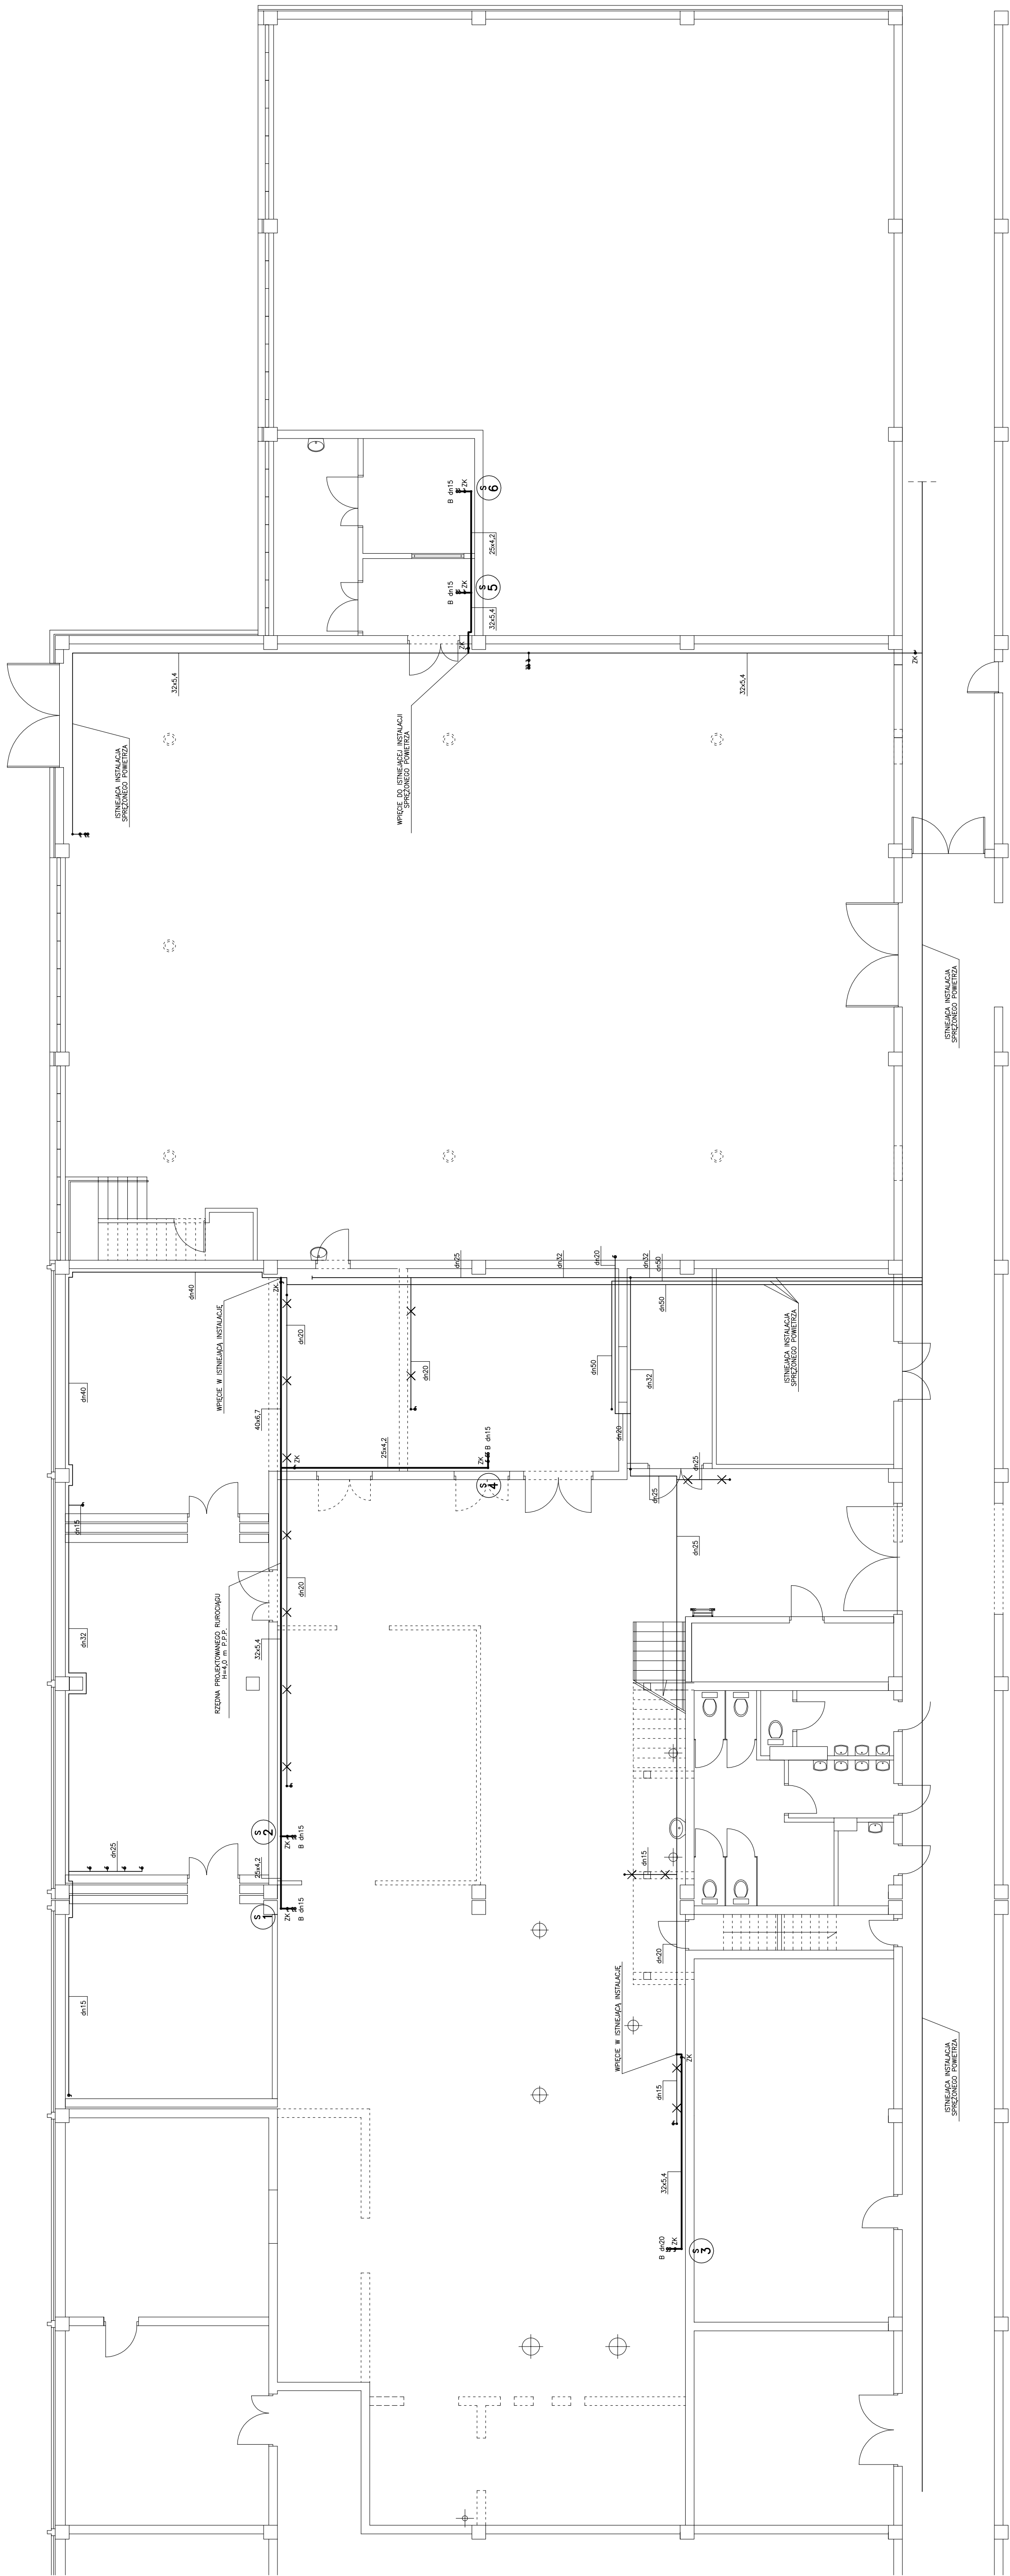 B dn15
ZK
S
6
25x4,2
B dn15
ZK
S
5
32x5,4
ZK
32x5,4
32x5,4
ZK
ISTNIEJĄCA INSTALACJA
SPRĘŻONEGO POWIETRZA
WPIĘCIE DO ISTNIEJĄCEJ INSTALACJI
SPRĘŻONEGO POWIETRZA
ISTNIEJĄCA INSTALACJA
SPRĘŻONEGO POWIETRZA
dn40
WPIĘCIE W ISTNIEJĄCĄ INSTALACJĘ
ZK
dn20
dn25
dn32
dn20
dn32
dn50
dn50
ISTNIEJĄCA INSTALACJA
SPRĘŻONEGO POWIETRZA
dn40
40x6,7
dn20
dn50
dn32
dn20
25x4,2
ZK
ZK
B dn15
S
4
dn25
dn25
dn15
dn25
dn20
RZĘDNA PROJEKTOWANEGO RUROCIĄGU
H=4,0 m P.P.P.
dn32
32x5,4
S
2
ZK
B dn15
dn25
25x4,2
dn15
S
1
ZK
B dn15
dn15
dn20
WPIĘCIE W ISTNIEJĄCĄ INSTALACJĘ
ZK
dn15
ISTNIEJĄCA INSTALACJA
SPRĘŻONEGO POWIETRZA
32x5,4
B dn20
ZK
S
3